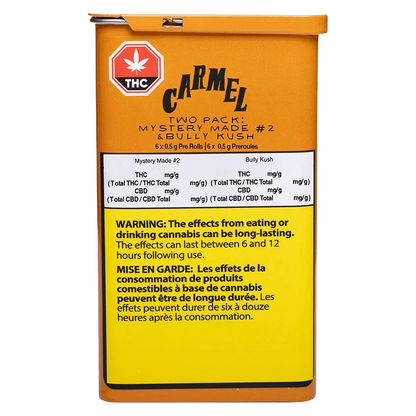 THC
CARMEL
TWO PACK:
MYSTERY MADE #2
& BULLY KUSH
6 x 0,5 g Pre Rolls | 6 x 0,5 g Preroules
Mystery Made #2 Bully Kush
THC mg/g THC mg/g
(Total THC/THC Total mg/g) (Total THC/THC Total mg/g)
CBD mg/g CBD mg/g
(Total CBD/CBD Total mg/g) (Total CBD/CBD Total mg/g)
WARNING: The effects from eating or
drinking cannabis can be long-lasting.
The effects can last between 6 and 12
hours following use.
MISE EN GARDE: Les effets de la
consommation de produits
comestibles à base de cannabis
peuvent être de longue durée. Les
effets peuvent durer de six à douze
heures après la consommation.